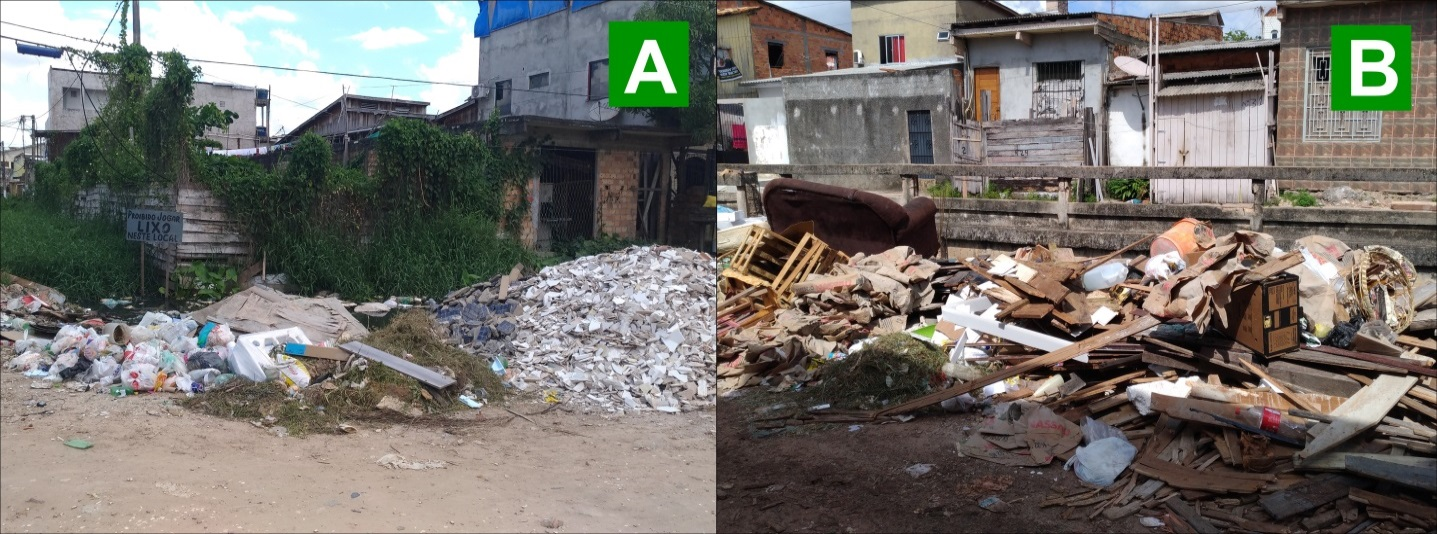 A
B
PROIBIDO JOGAR
LIXO
NESTE LOCAL